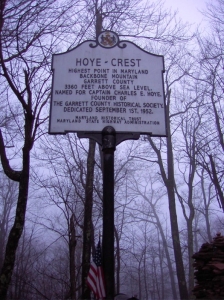 HOYE - CREST
HIGHEST POINT IN MARYLAND
BACKBONE MOUNTAIN
GARRETT COUNTY
3360 FEET ABOVE SEA LEVEL.
NAMED FOR CAPTAIN CHARLES E. HOYE,
FOUNDER OF
THE GARRETT COUNTY HISTORICAL SOCIETY.
DEDICATED SEPTEMBER 1ST, 1952.
MARYLAND HISTORICAL TRUST
MARYLAND STATE HIGHWAY ADMINISTRATION